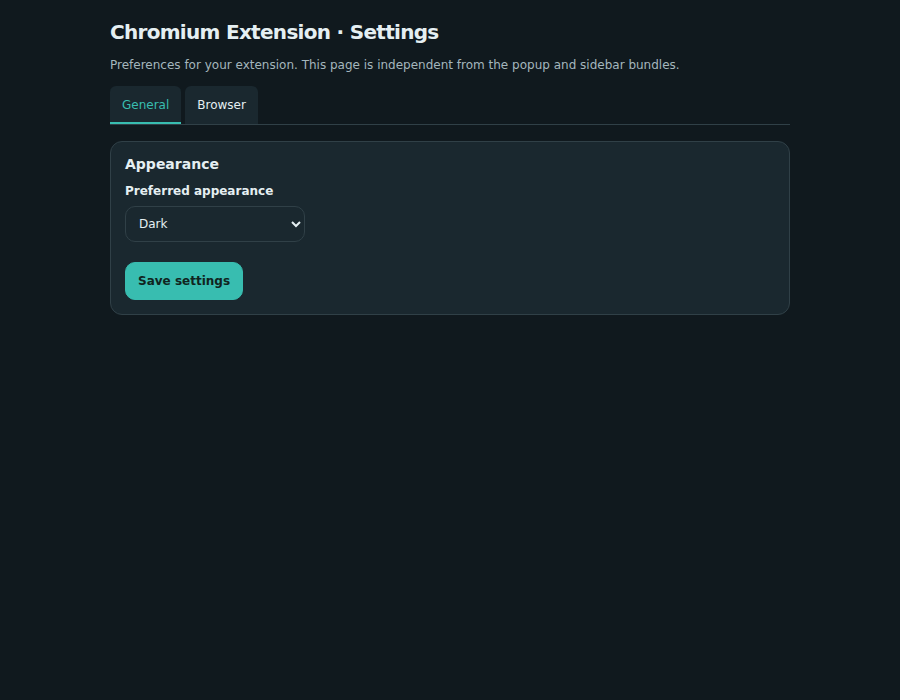 Chromium Extension · Settings
Preferences for your extension. This page is independent from the popup and sidebar bundles.
General
Browser
Appearance
Preferred appearance
Dark
Save settings